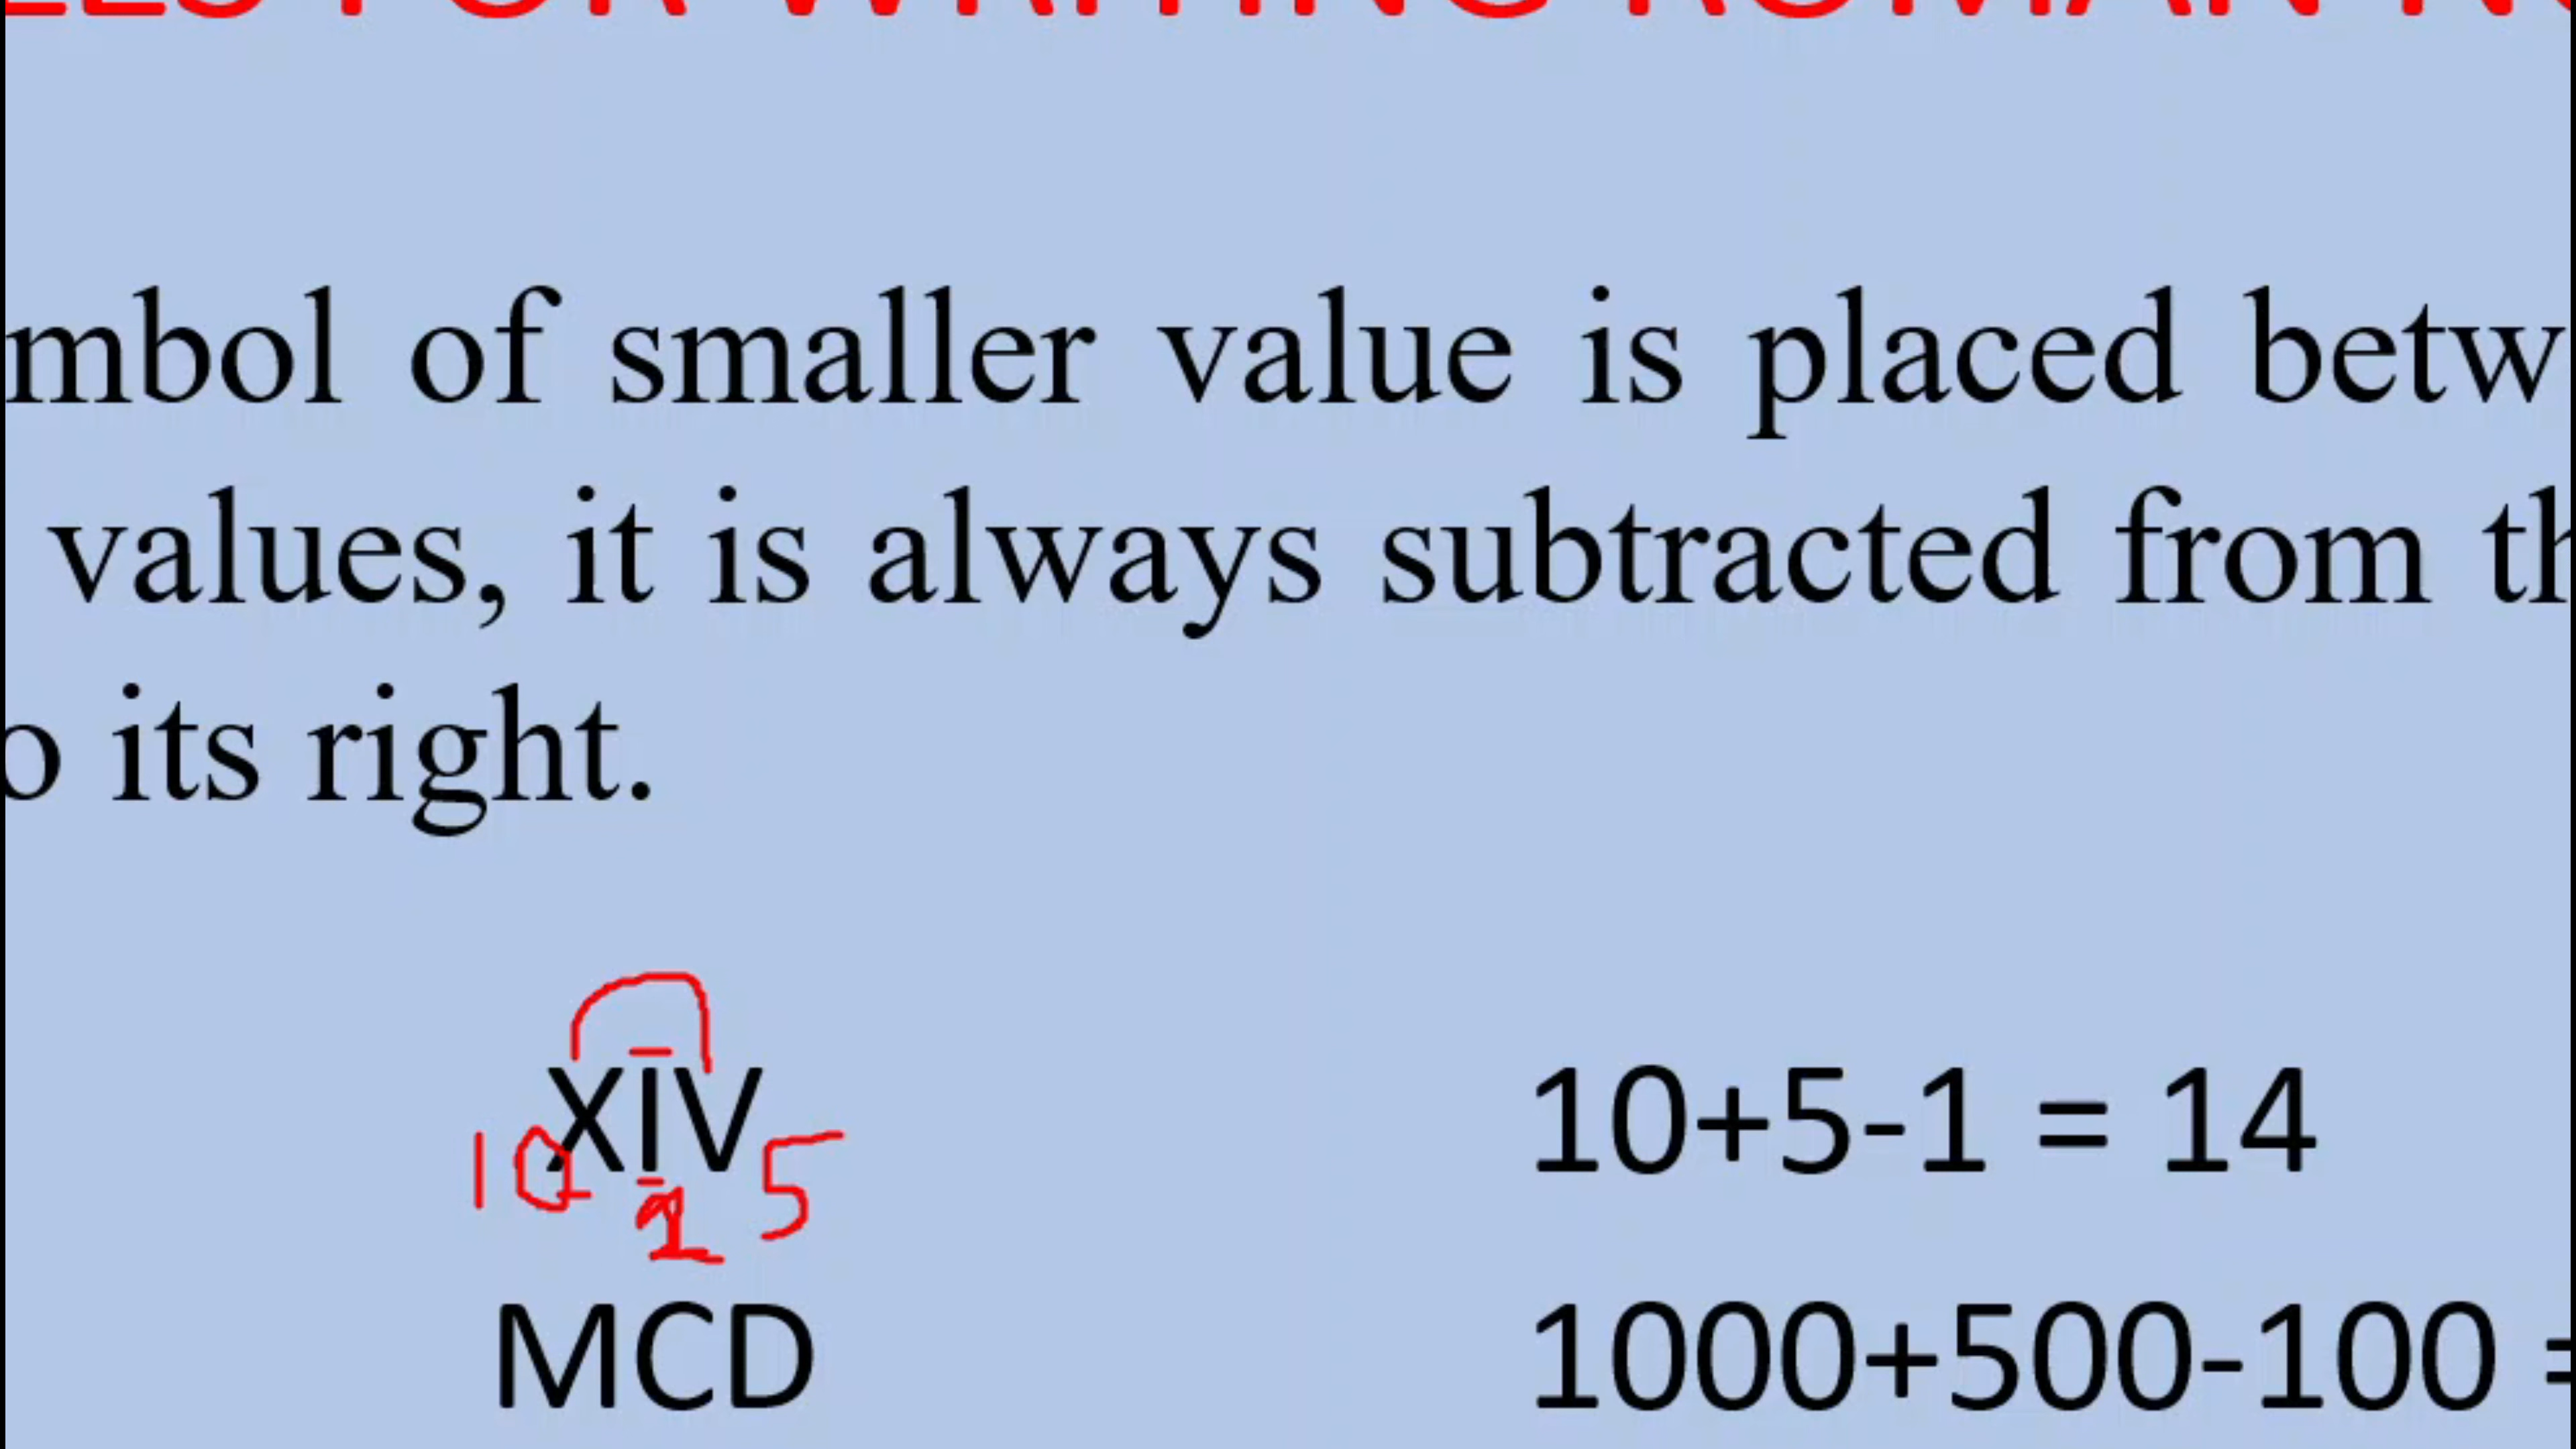 mbol of smaller value is placed betw
values, it is always subtracted from th
o its right.
XIV 10+5-1 = 14
10 1 5
MCD 1000+500-100 =